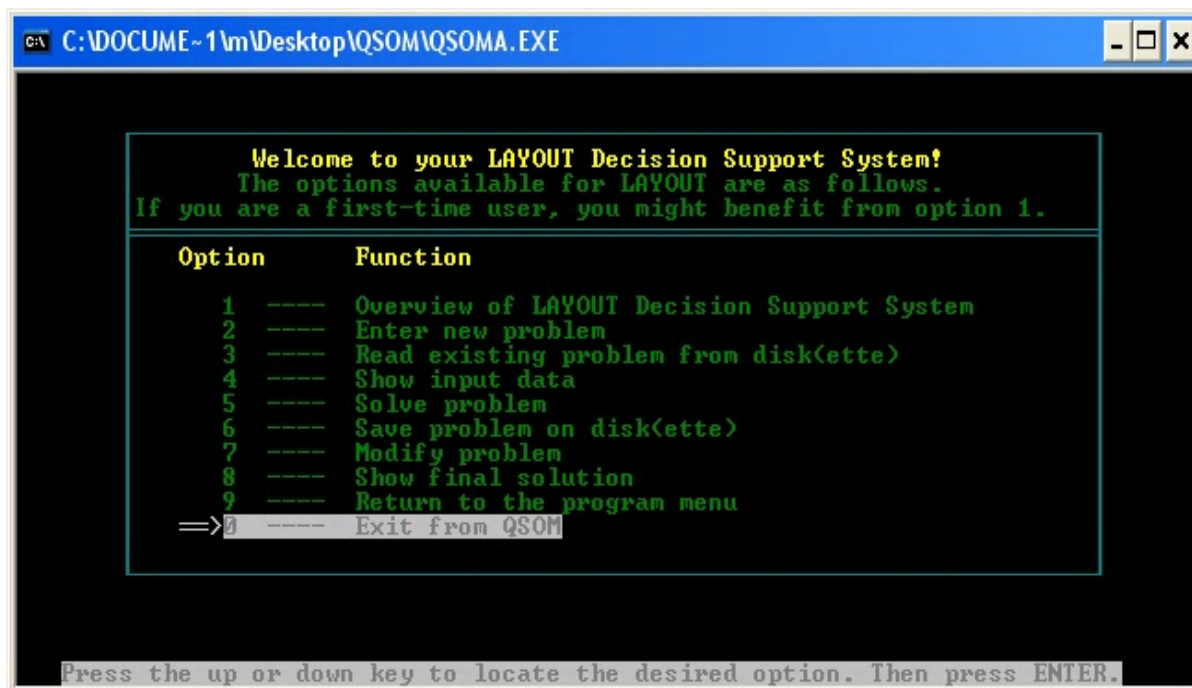 C:\DOCUME~1\m\Desktop\QSOM\QSOMA.EXE
Welcome to your LAYOUT Decision Support System!
The options available for LAYOUT are as follows.
If you are a first-time user, you might benefit from option 1.
Option Function
1 ---- Overview of LAYOUT Decision Support System
2 ---- Enter new problem
3 ---- Read existing problem from disk(ette)
4 ---- Show input data
5 ---- Solve problem
6 ---- Save problem on disk(ette)
7 ---- Modify problem
8 ---- Show final solution
9 ---- Return to the program menu
==>0 ---- Exit from QSOM
Press the up or down key to locate the desired option. Then press ENTER.